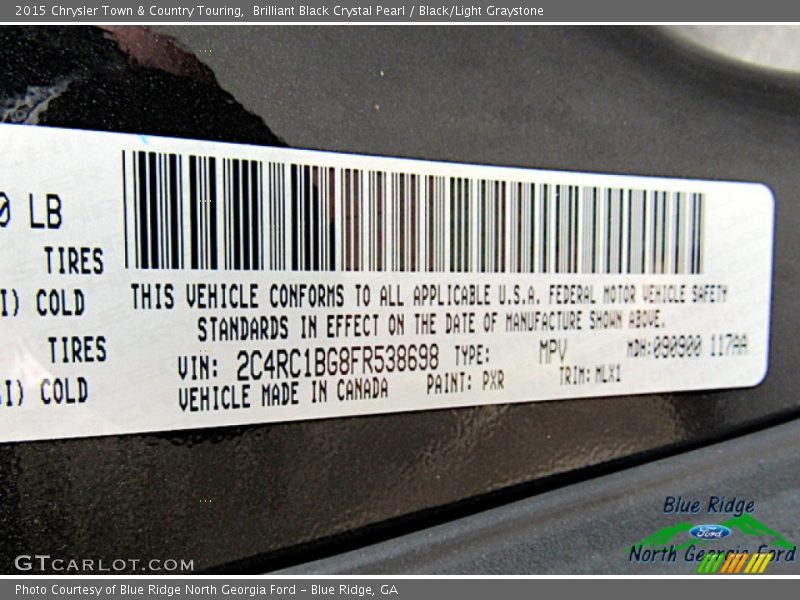 2015 Chrysler Town & Country Touring,  Brilliant Black Crystal Pearl / Black/Light Graystone
0 LB
TIRES
I) COLD
TIRES
I) COLD
THIS VEHICLE CONFORMS TO ALL APPLICABLE U.S.A. FEDERAL MOTOR VEHICLE SAFETY
STANDARDS IN EFFECT ON THE DATE OF MANUFACTURE SHOWN ABOVE.
VIN: 2C4RC1BG8FR538698 TYPE: MPV MDH:090900 117AA
VEHICLE MADE IN CANADA PAINT: PXR TRIM: MLX1
Blue Ridge
Ford
North Georgia Ford
GTcarlot.com
Photo Courtesy of Blue Ridge North Georgia Ford - Blue Ridge, GA